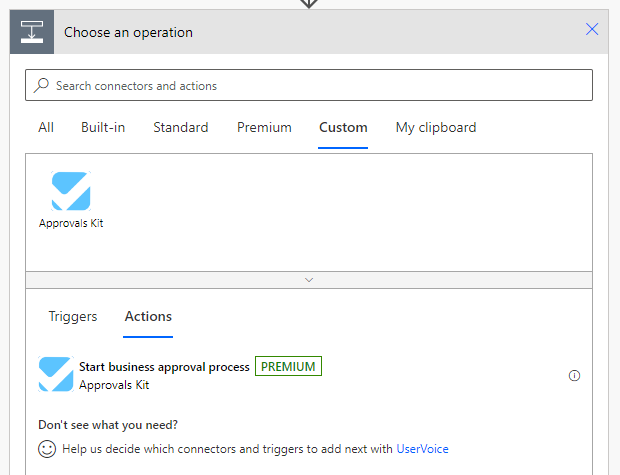 Choose an operation
Search connectors and actions
All Built-in Standard Premium Custom My clipboard
Approvals Kit
Triggers Actions
Start business approval process PREMIUM
Approvals Kit
Don't see what you need?
Help us decide which connectors and triggers to add next with UserVoice